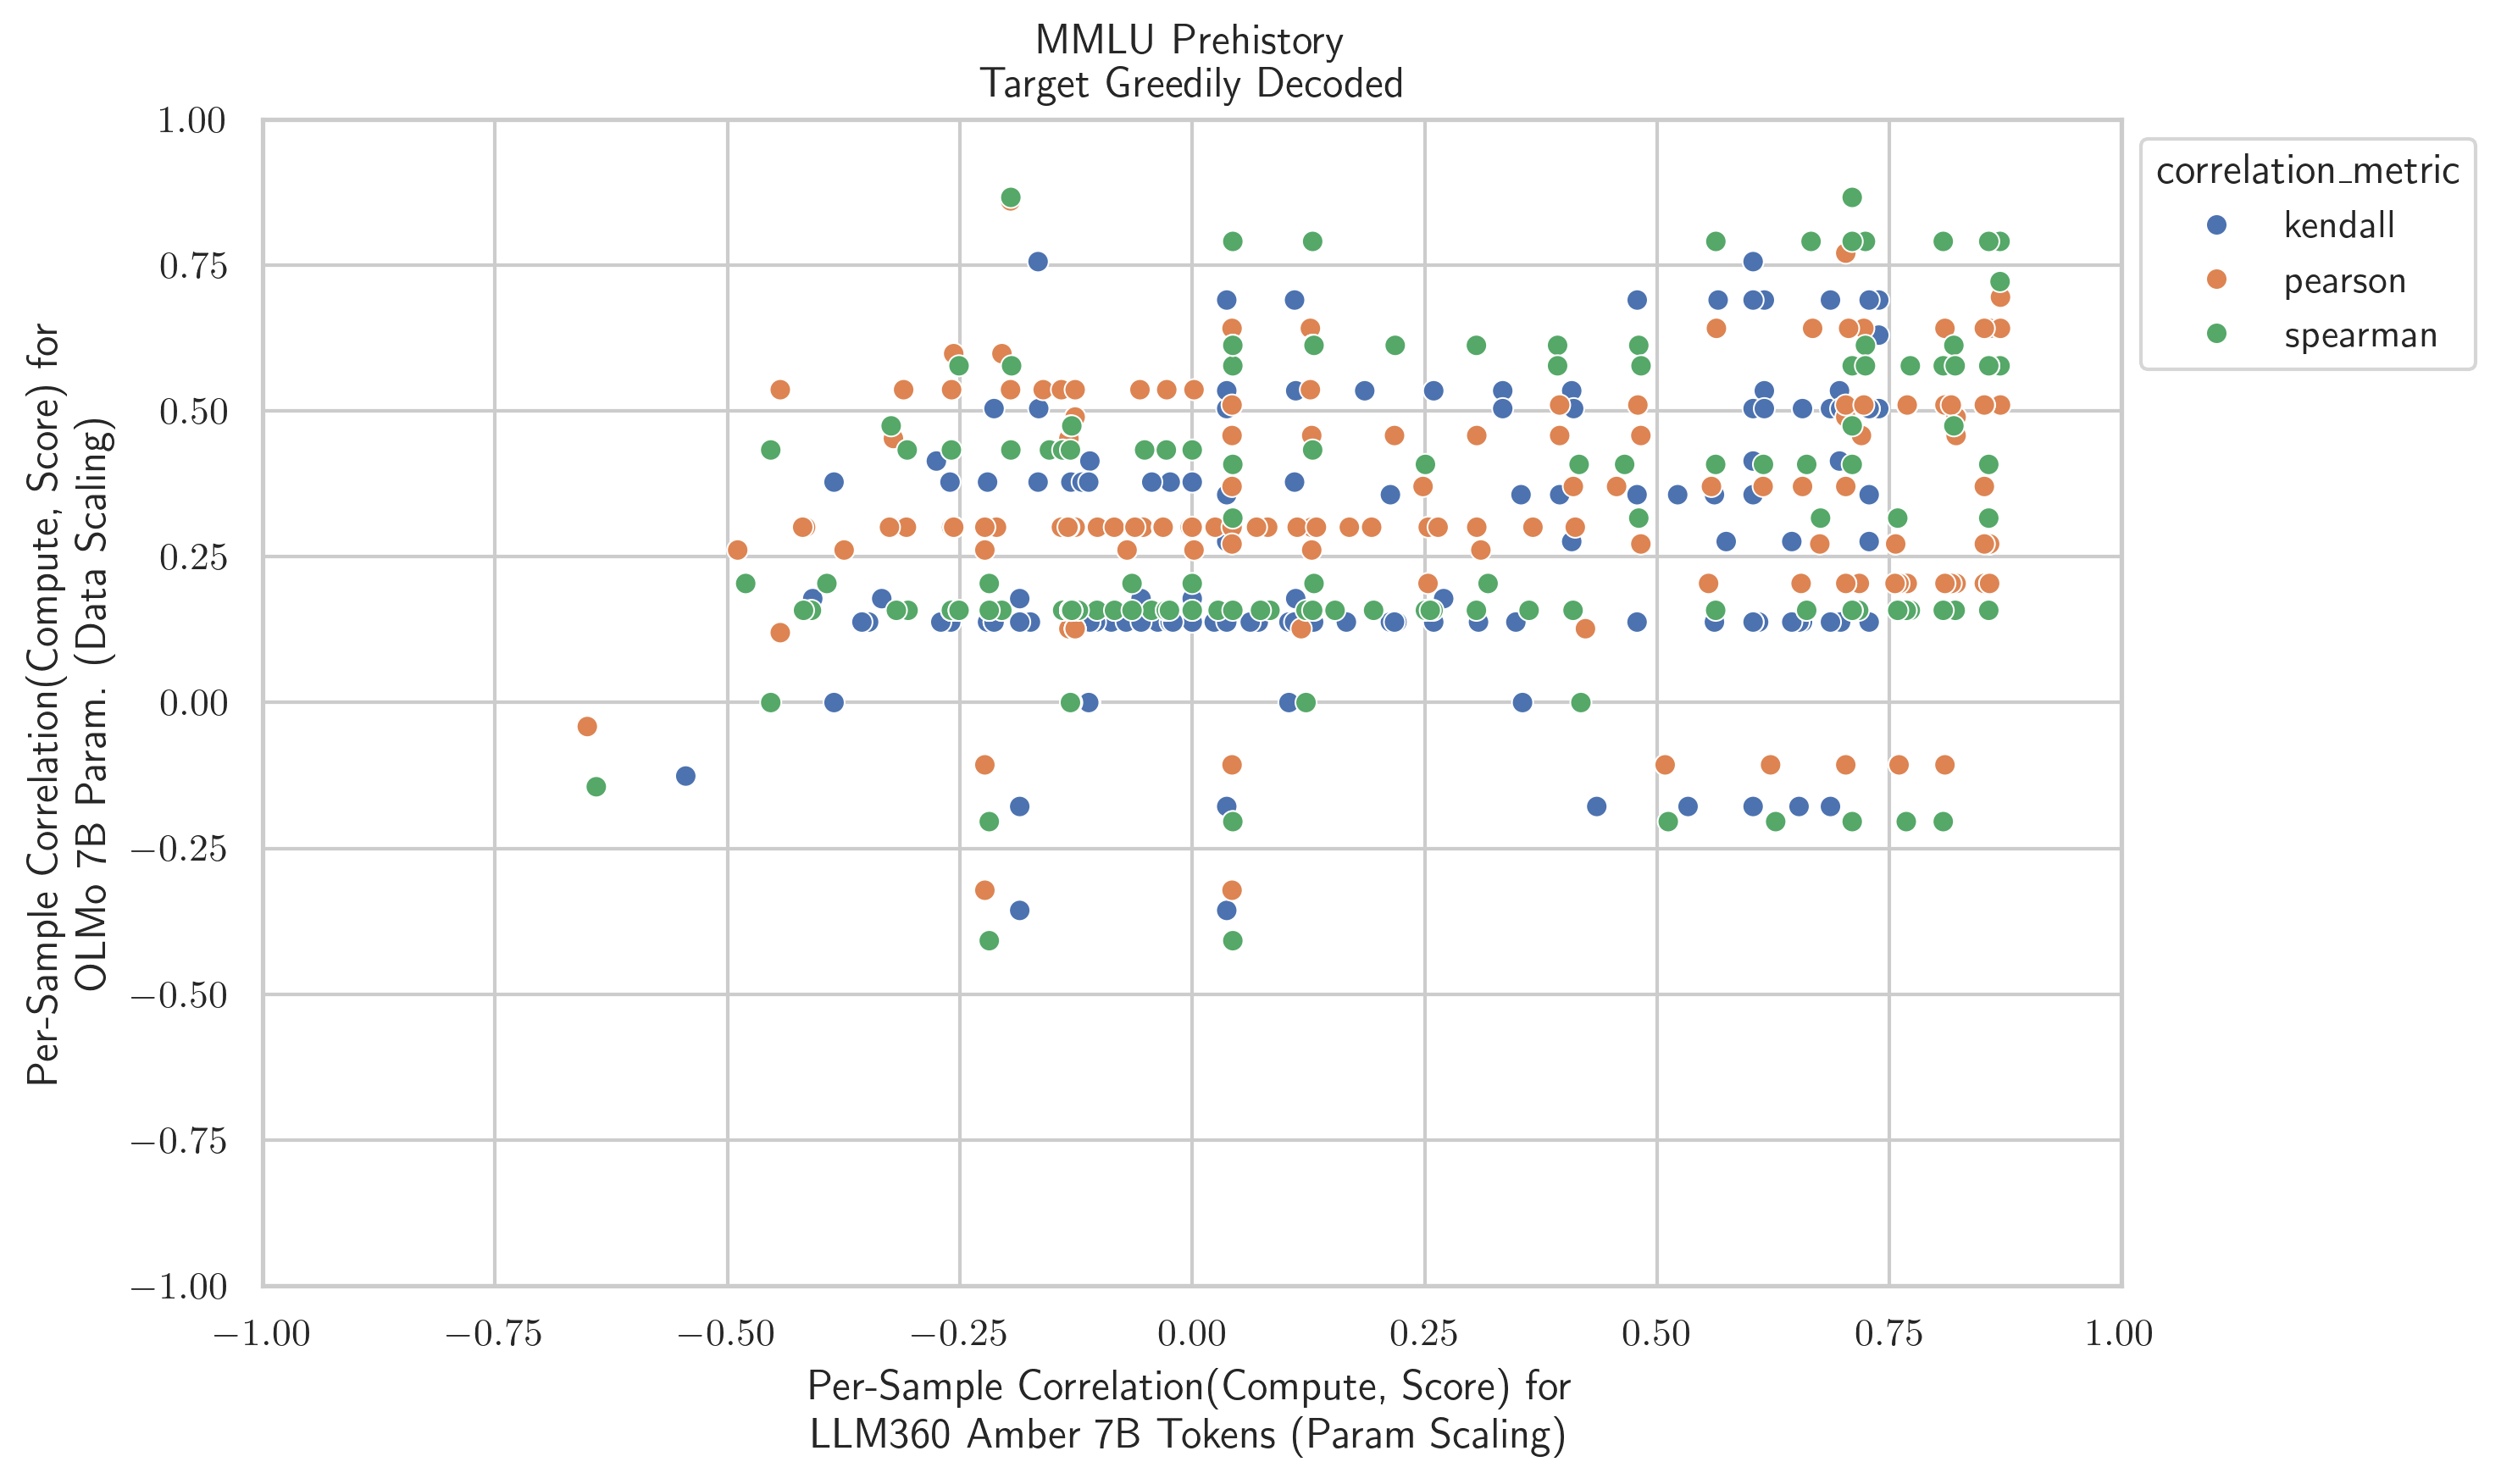 MMLU Prehistory
Target Greedily Decoded
Per-Sample Correlation(Compute, Score) for
OLMo 7B Param. (Data Scaling)
1.00
0.75
0.50
0.25
0.00
−0.25
−0.50
−0.75
−1.00
−1.00 −0.75 −0.50 −0.25 0.00 0.25 0.50 0.75 1.00
Per-Sample Correlation(Compute, Score) for
LLM360 Amber 7B Tokens (Param Scaling)
correlation_metric
kendall
pearson
spearman